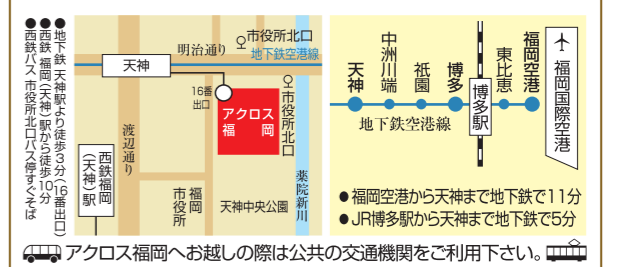 ●地下鉄 天神駅より徒歩3分(16番出口)
●西鉄 福岡(天神)駅から徒歩10分
●西鉄バス 市役所北口バス停すぐそば
市役所北口
明治通り
地下鉄空港線
天神
16番
出口
アクロス
福岡
市役所北口
渡辺通り
西鉄福岡
(天神)駅
福岡
市役所
天神中央公園
薬院新川
天神
中洲川端
祇園
博多
博多駅
東比恵
福岡空港
福岡国際空港
地下鉄空港線
●福岡空港から天神まで地下鉄で11分
●JR博多駅から天神まで地下鉄で5分
アクロス福岡へお越しの際は公共の交通機関をご利用下さい。